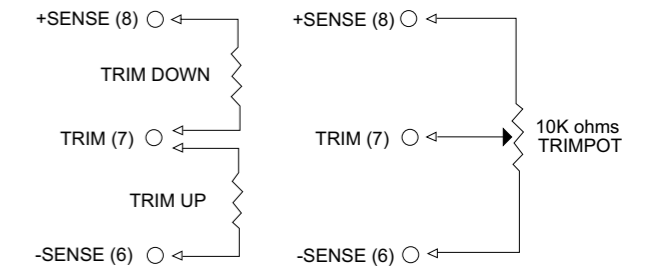 +SENSE (8)
TRIM DOWN
TRIM (7)
TRIM UP
-SENSE (6)
+SENSE (8)
TRIM (7)
10K ohms
TRIMPOT
-SENSE (6)